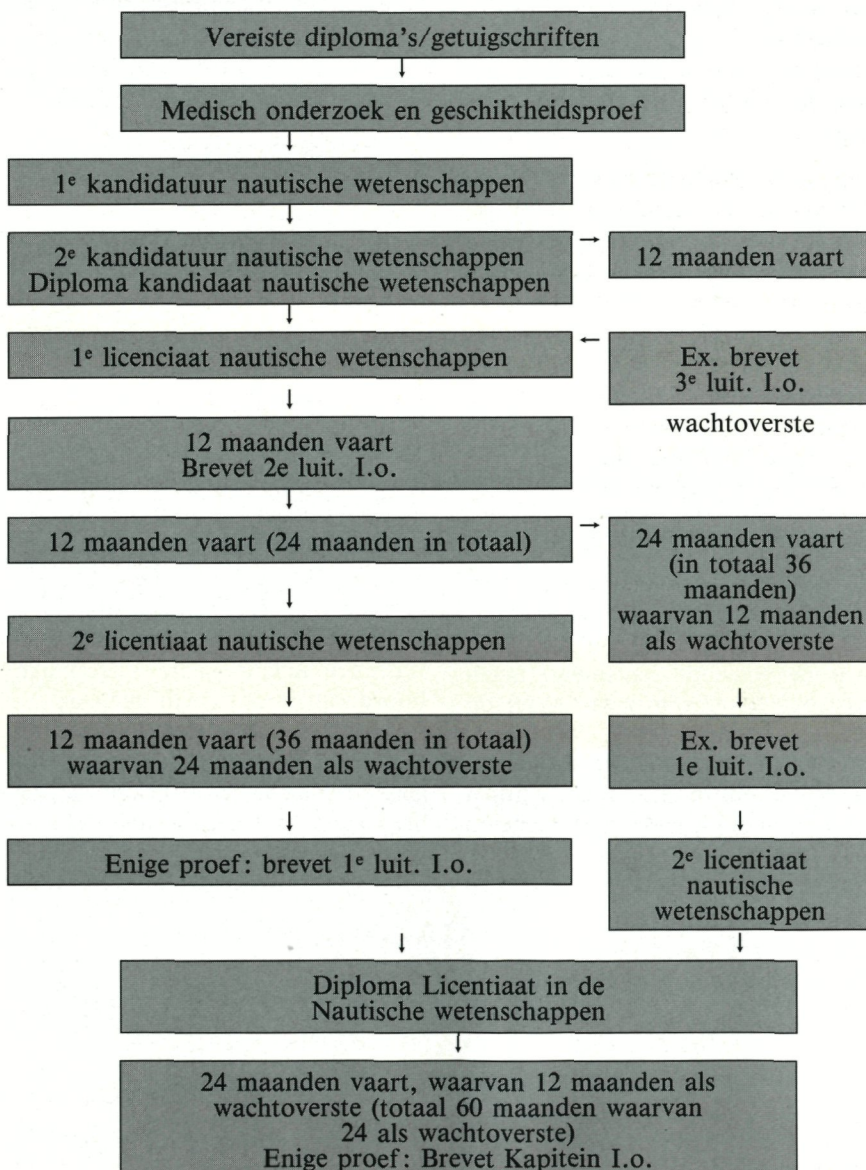 Vereiste diploma's/getuigschriften
Medisch onderzoek en geschiktheidsproef
1e kandidatuur nautische wetenschappen
2e kandidatuur nautische wetenschappen
Diploma kandidaat nautische wetenschappen
12 maanden vaart
1e licenciaat nautische wetenschappen
Ex. brevet
3e luit. I.o.
wachtoverste
12 maanden vaart
Brevet 2e luit. I.o.
12 maanden vaart (24 maanden in totaal)
24 maanden vaart
(in totaal 36
maanden)
waarvan 12 maanden
als wachtoverste
2e licentiaat nautische wetenschappen
12 maanden vaart (36 maanden in totaal)
waarvan 24 maanden als wachtoverste
Ex. brevet
1e luit. I.o.
Enige proef: brevet 1e luit. I.o.
2e licentiaat
nautische
wetenschappen
Diploma Licentiaat in de
Nautische wetenschappen
24 maanden vaart, waarvan 12 maanden als
wachtoverste (totaal 60 maanden waarvan
24 als wachtoverste)
Enige proef: Brevet Kapitein I.o.